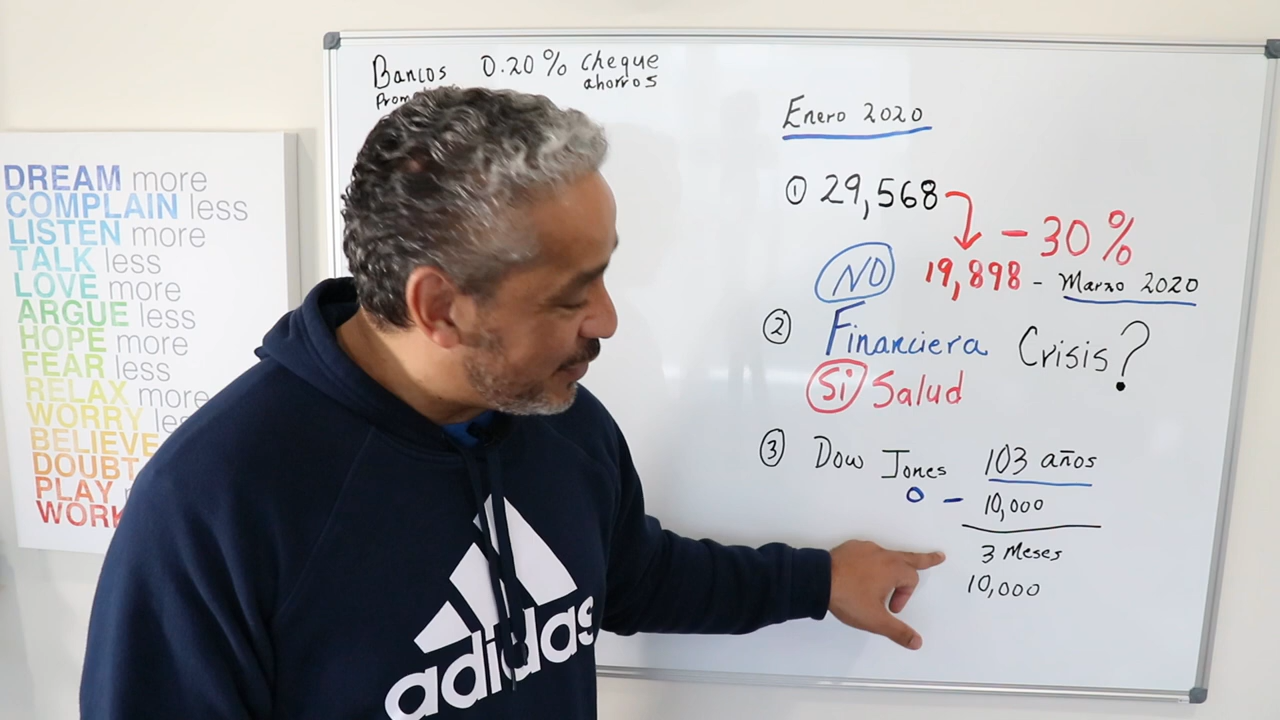 DREAM more
COMPLAIN less
LISTEN more
TALK less
LOVE more
ARGUE less
HOPE more
FEAR less
RELAX more
WORRY
BELIEVE
DOUBT
PLAY
WORK
Bancos 0.20% cheque
ahorros
Enero 2020
① 29,568
- 30%
19,898 - Marzo 2020
NO
② Financiera Crisis?
Si Salud
③ Dow Jones 103 años
0 - 10,000
3 Meses
10,000
adidas